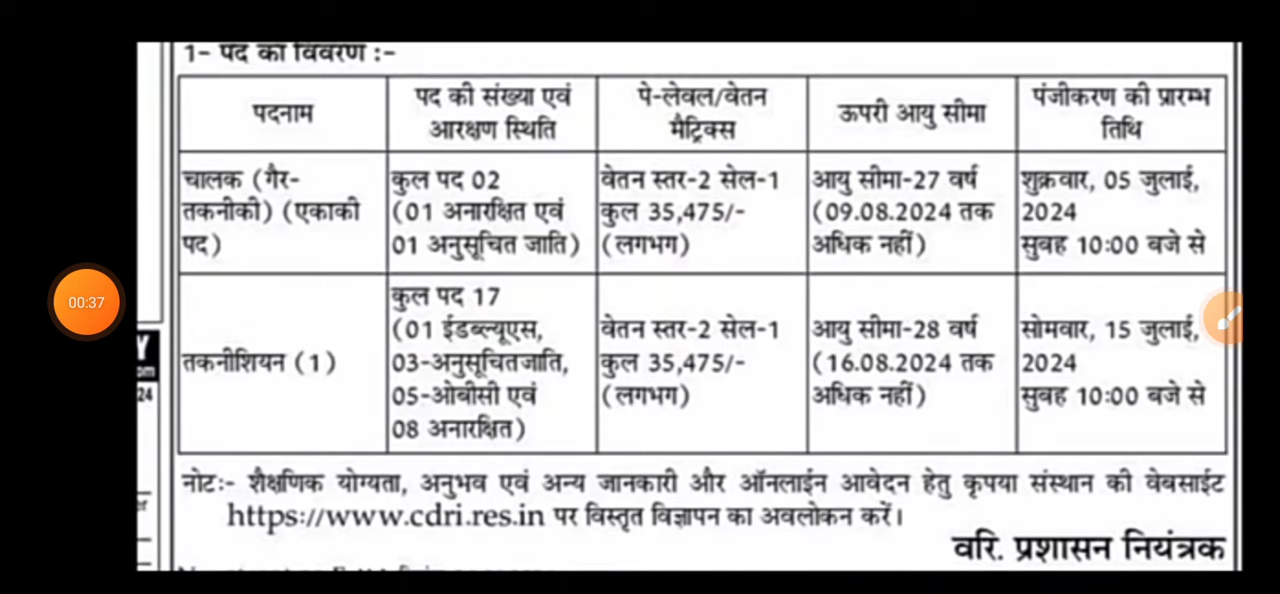 1- पद का विवरण :-
पदनाम
पद की संख्या एवं
आरक्षण स्थिति
पे-लेवल/वेतन
मैट्रिक्स
ऊपरी आयु सीमा
पंजीकरण की प्रारम्भ
तिथि
चालक (गैर-
तकनीकी) (एकाकी
पद)
कुल पद 02
(01 अनारक्षित एवं
01 अनुसूचित जाति)
वेतन स्तर-2 सेल-1
कुल 35,475/-
(लगभग)
आयु सीमा-27 वर्ष
(09.08.2024 तक
अधिक नहीं)
शुक्रवार, 05 जुलाई,
2024
सुबह 10:00 बजे से
तकनीशियन (1)
कुल पद 17
(01 ईडब्ल्यूएस,
03-अनुसूचितजाति,
05-ओबीसी एवं
08 अनारक्षित)
वेतन स्तर-2 सेल-1
कुल 35,475/-
(लगभग)
आयु सीमा-28 वर्ष
(16.08.2024 तक
अधिक नहीं)
सोमवार, 15 जुलाई,
2024
सुबह 10:00 बजे से
नोटः- शैक्षणिक योग्यता, अनुभव एवं अन्य जानकारी और ऑनलाईन आवेदन हेतु कृपया संस्थान की वेबसाईट
https://www.cdri.res.in पर विस्तृत विज्ञापन का अवलोकन करें।
वरि. प्रशासन नियंत्रक
00:37
Y
om
24